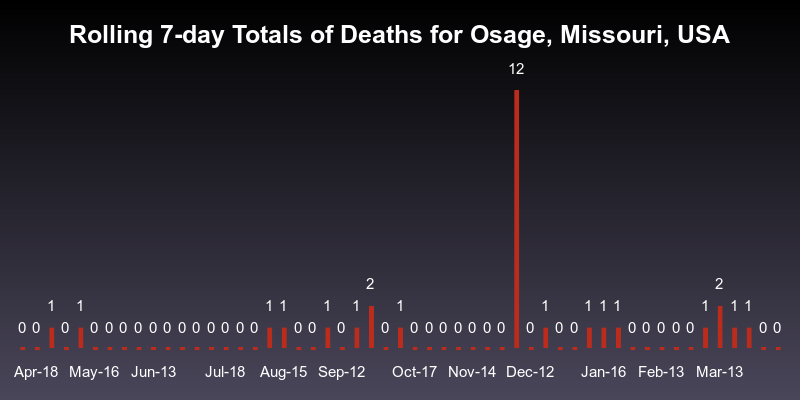 Rolling 7-day Totals of Deaths for Osage, Missouri, USA
12
2 2
1 1 1 1 1 1 1 1 1 1 1 1 1 1
0 0 0 0 0 0 0 0 0 0 0 0 0 0 0 0 0 0 0 0 0 0 0 0 0 0 0 0 0 0 0 0 0 0 0 0
Apr-18 May-16 Jun-13 Jul-18 Aug-15 Sep-12 Oct-17 Nov-14 Dec-12 Jan-16 Feb-13 Mar-13